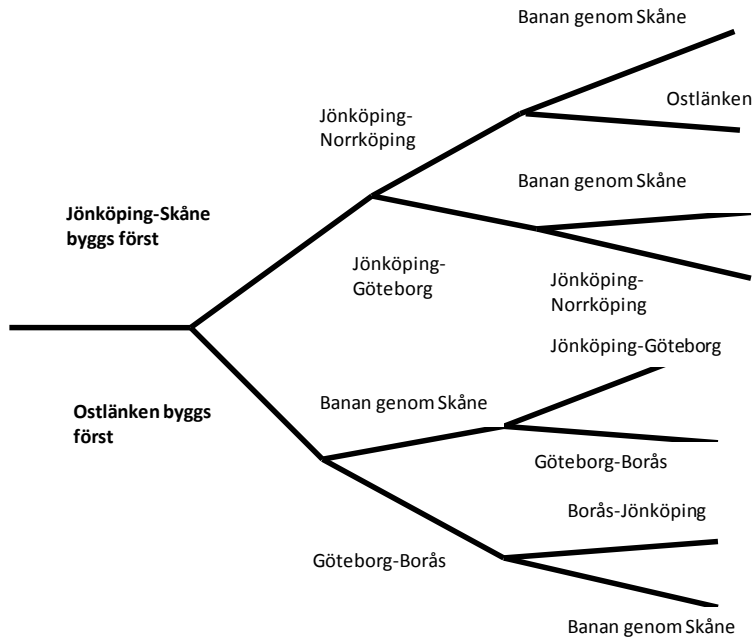 Banan genom Skåne
Ostlänken
Jönköping-
Norrköping
Banan genom Skåne
Jönköping-Skåne
byggs först
Jönköping-
Göteborg
Jönköping-
Norrköping
Jönköping-Göteborg
Ostlänken byggs
först
Banan genom Skåne
Göteborg-Borås
Borås-Jönköping
Göteborg-Borås
Banan genom Skåne